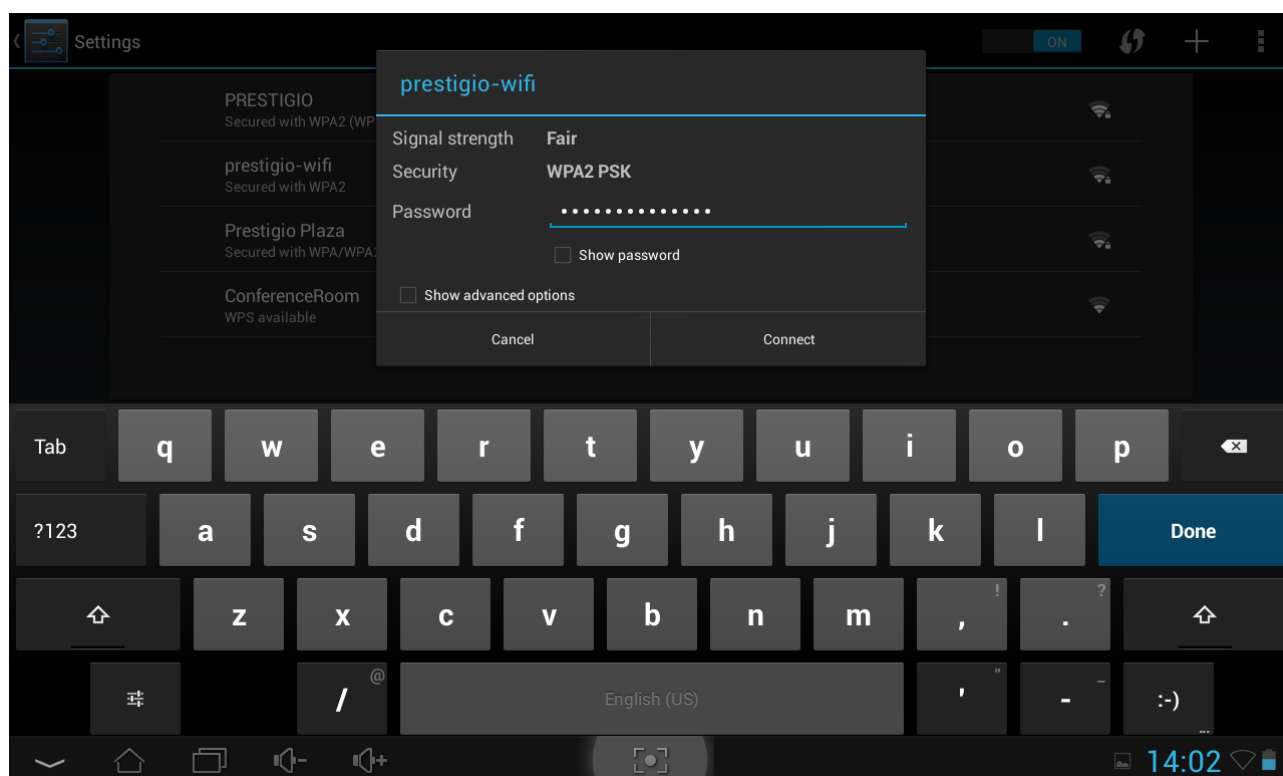 Settings
ON
prestigio-wifi
PRESTIGIO
Secured with WPA2 (WP
prestigio-wifi
Secured with WPA2
Prestigio Plaza
Secured with WPA/WPA2
ConferenceRoom
WPS available
Signal strength Fair
Security WPA2 PSK
Password ••••••••••••••
Show password
Show advanced options
Cancel Connect
Tab q w e r t y u i o p
?123 a s d f g h j k l Done
z x c v b n m , ! . ?
/ @ English (US) ' " - _ :-) ...
14:02